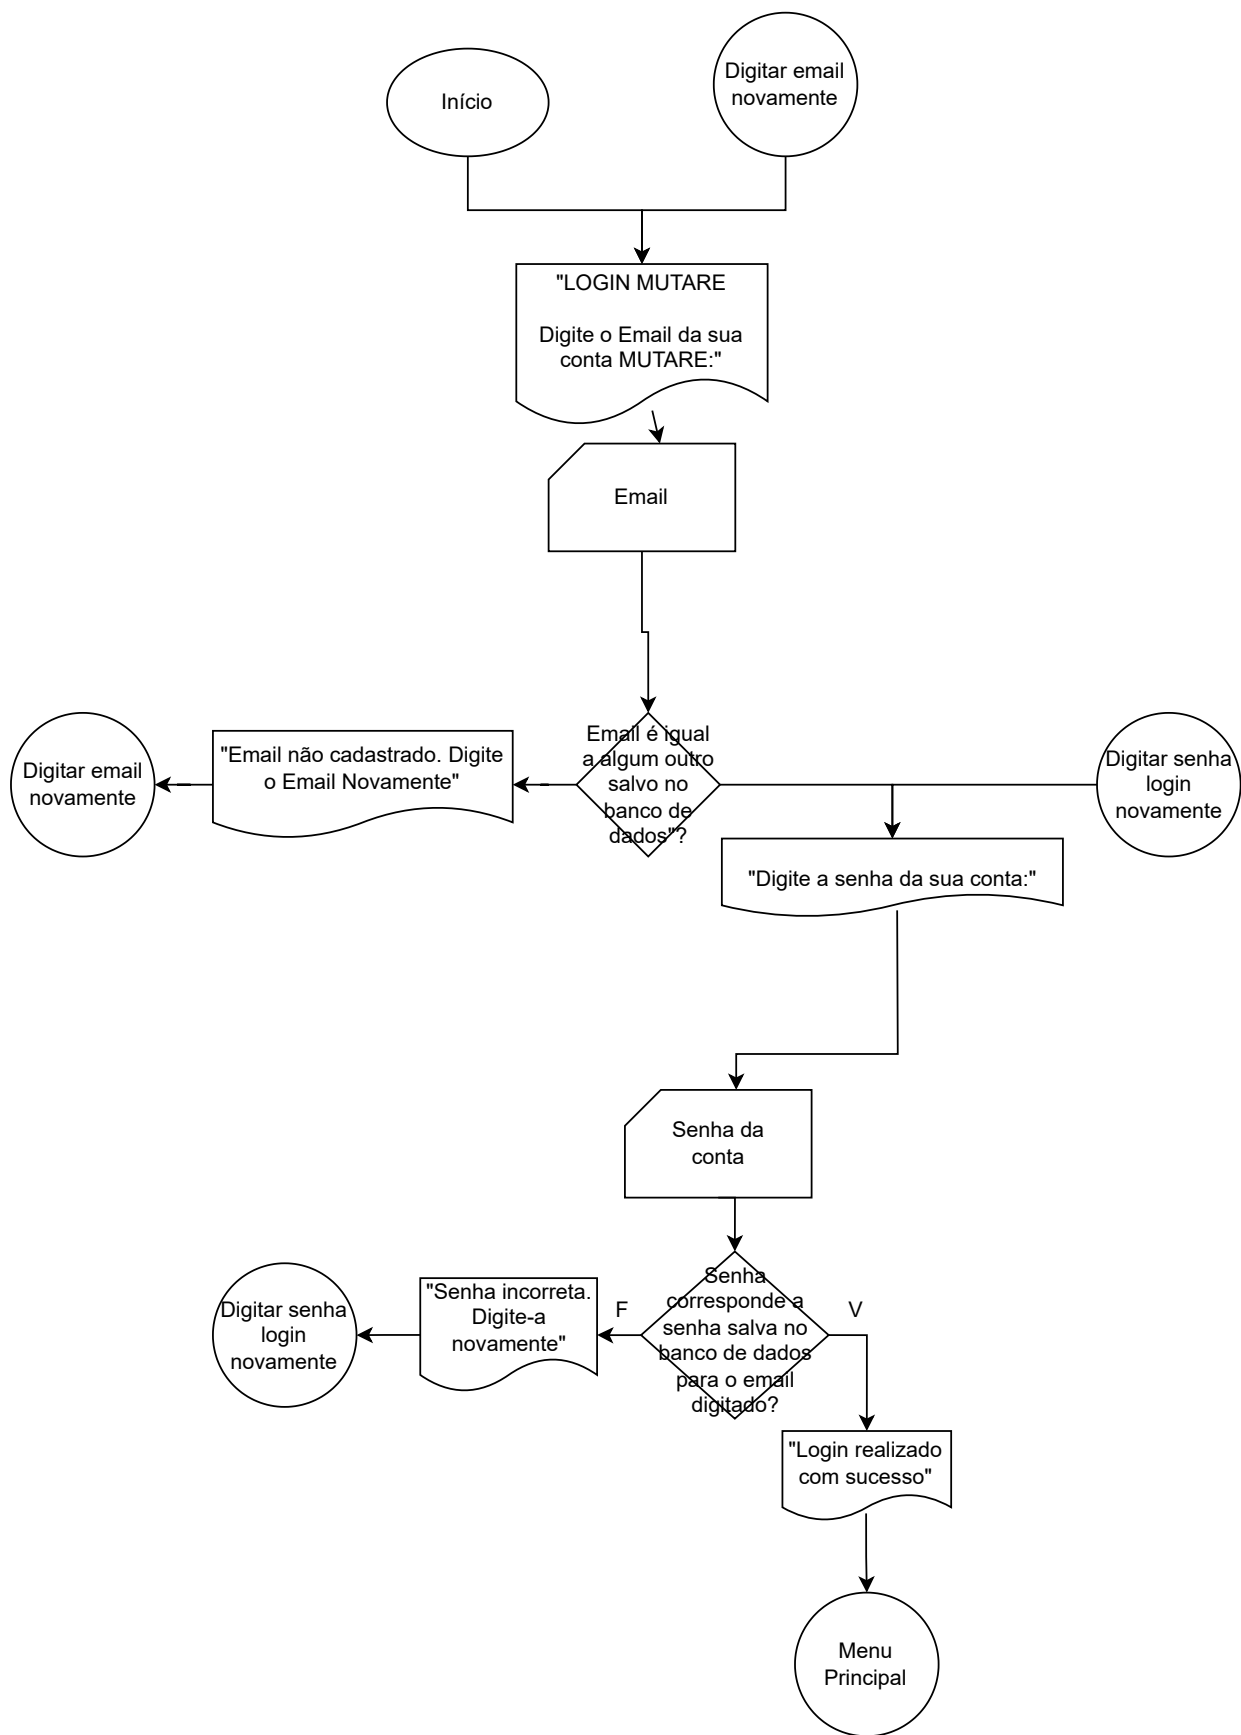 Início
Digitar email
novamente
"LOGIN MUTARE
Digite o Email da sua
conta MUTARE:"
Email
Digitar email
novamente
"Email não cadastrado. Digite
o Email Novamente"
Email é igual
a algum outro
salvo no
banco de
dados"?
Digitar senha
login
novamente
"Digite a senha da sua conta:"
Senha da
conta
Digitar senha
login
novamente
"Senha incorreta.
Digite-a
novamente"
F
Senha
corresponde a
senha salva no
banco de dados
para o email
digitado?
V
"Login realizado
com sucesso"
Menu
Principal